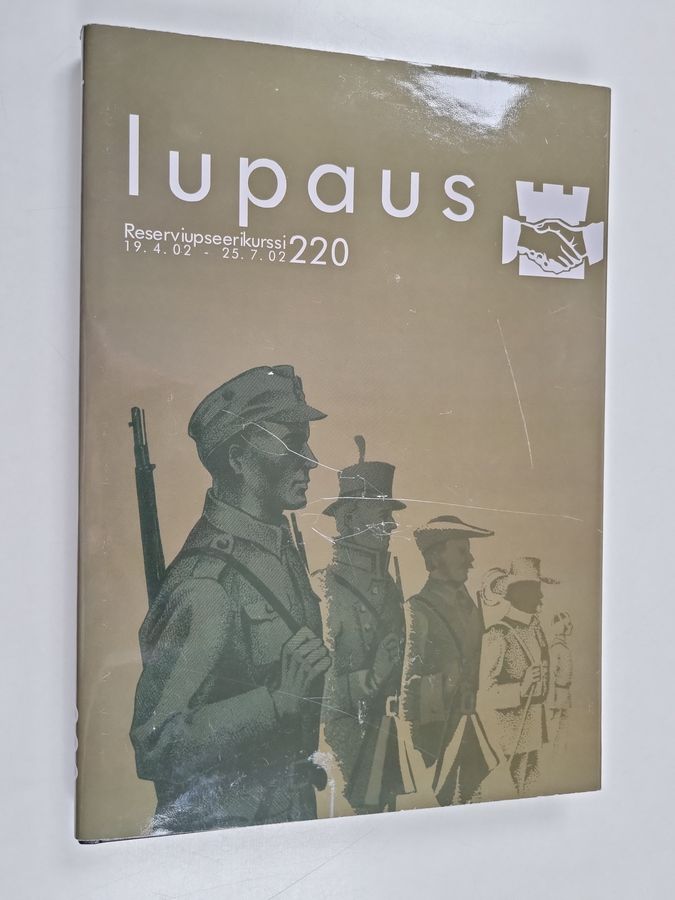 lupaus
Reserviupseerikurssi 220
19.4.02 - 25.7.02